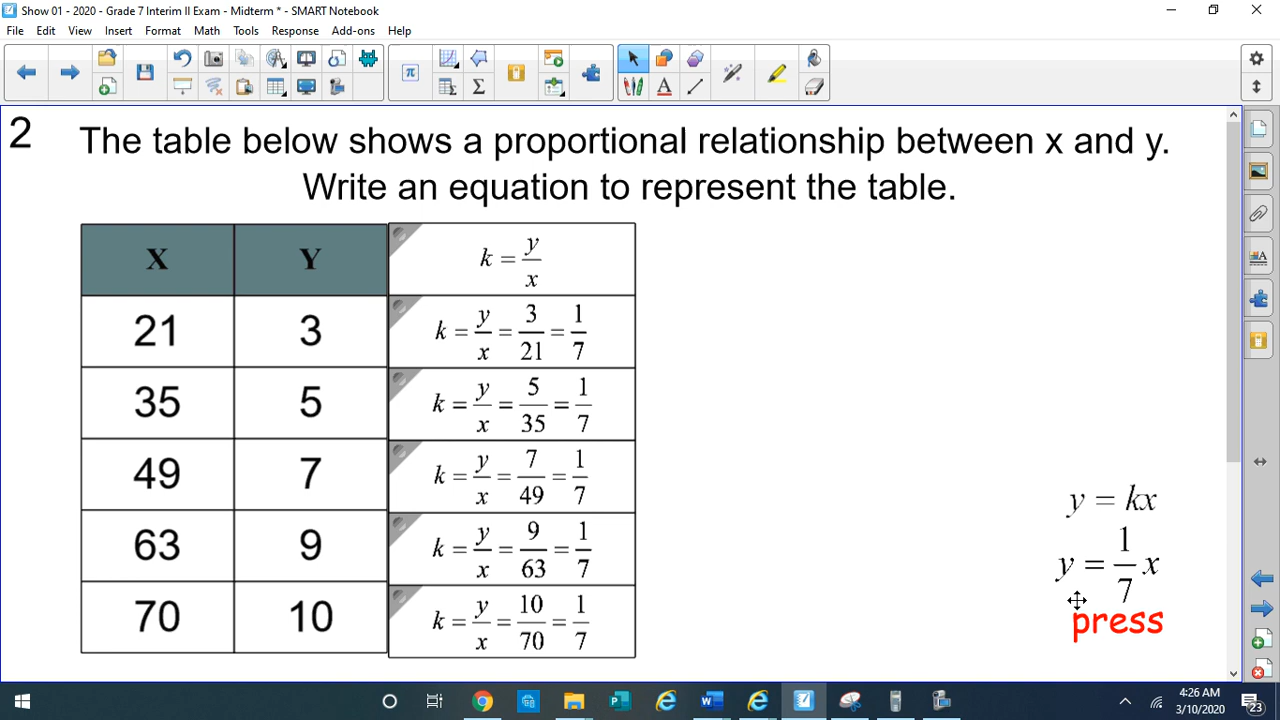 Show 01 - 2020 - Grade 7 Interim II Exam - Midterm * - SMART Notebook
File Edit View Insert Format Math Tools Response Add-ons Help
2 The table below shows a proportional relationship between x and y.
Write an equation to represent the table.
X Y k = y/x
21 3 k = y/x = 3/21 = 1/7
35 5 k = y/x = 5/35 = 1/7
49 7 k = y/x = 7/49 = 1/7
63 9 k = y/x = 9/63 = 1/7
70 10 k = y/x = 10/70 = 1/7
y = kx
y = 1/7 x
press
4:26 AM
3/10/2020
23